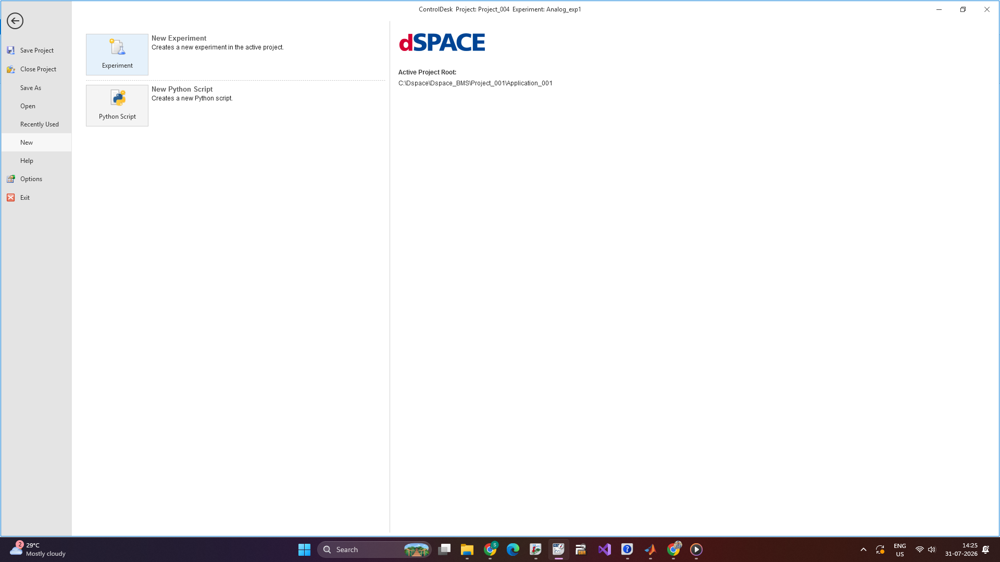 ControlDesk Project: Project_004 Experiment: Analog_exp1
Save Project
Close Project
Save As
Open
Recently Used
New
Help
Options
Exit
Experiment
New Experiment
Creates a new experiment in the active project.
Python Script
New Python Script
Creates a new Python script.
dSPACE
Active Project Root:
C:\Dspace\Dspace_BMS\Project_001\Application_001
2
29°C
Mostly cloudy
Search
S
ENG
US
14:25
31-07-2026